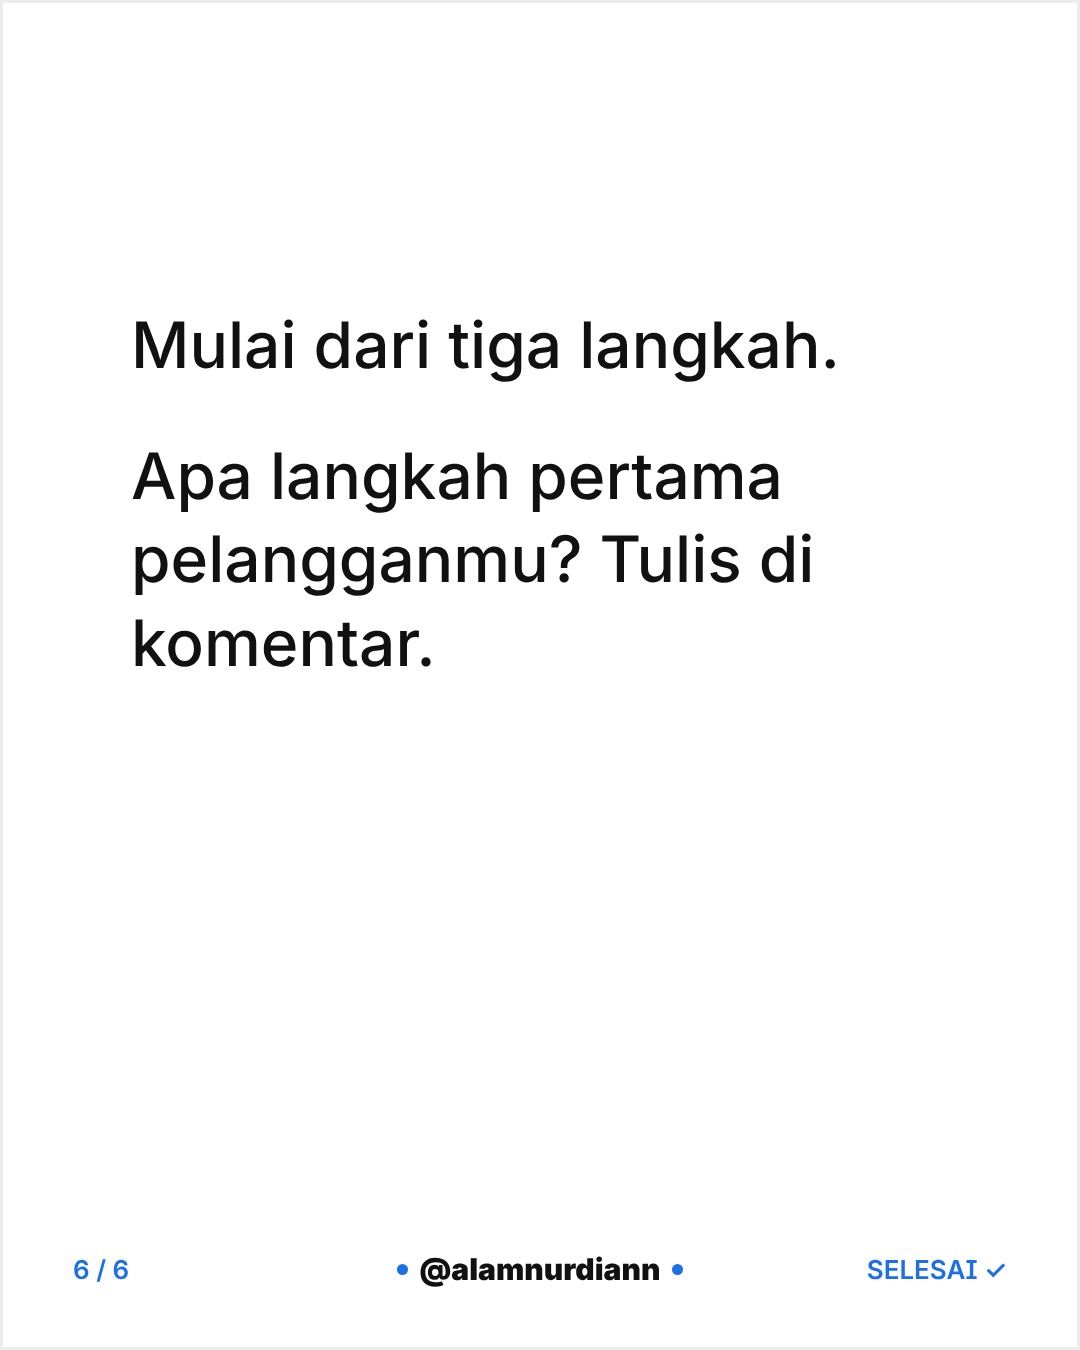 Mulai dari tiga langkah.
Apa langkah pertama
pelangganmu? Tulis di
komentar.
6 / 6
• @alamnurdiann •
SELESAI ✓